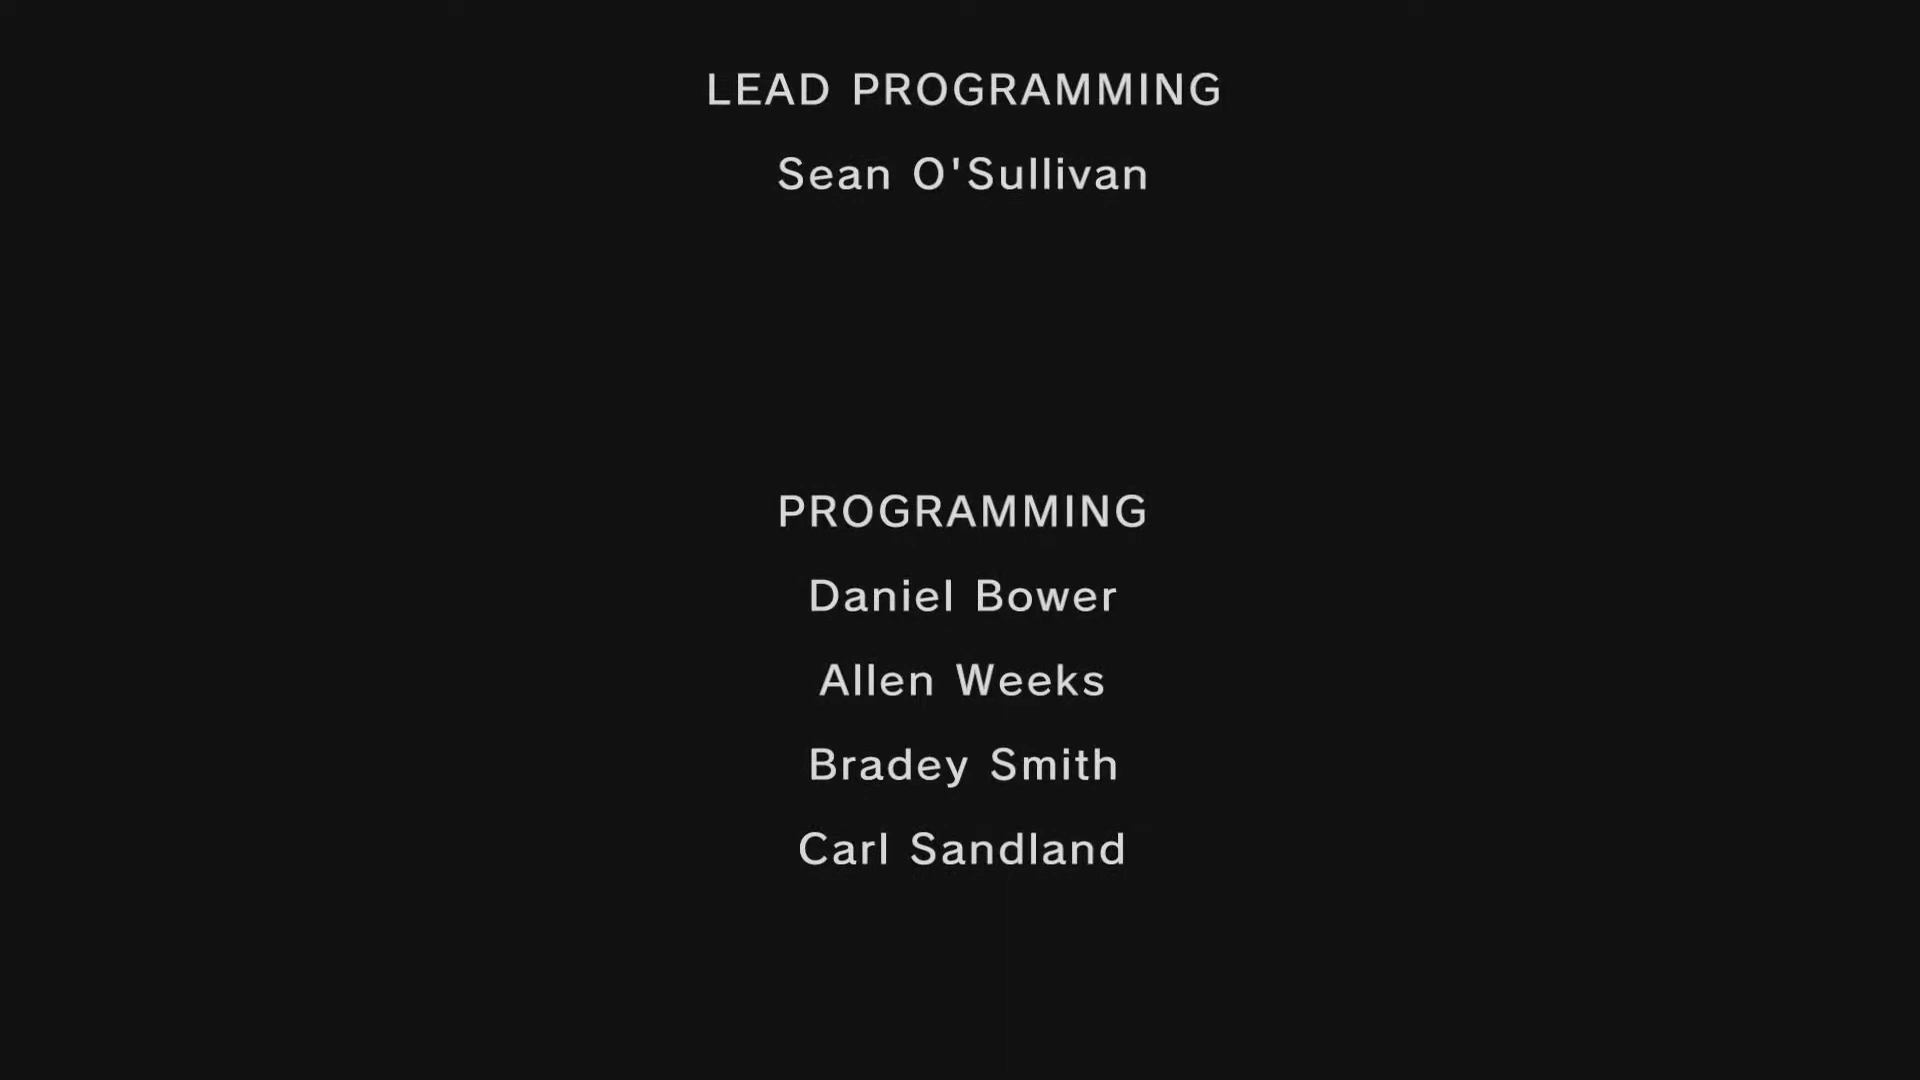 LEAD PROGRAMMING
Sean O'Sullivan
PROGRAMMING
Daniel Bower
Allen Weeks
Bradey Smith
Carl Sandland